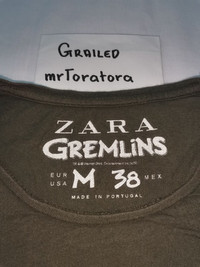 GRAILED
mrToratora
ZARA
GREMLINS
EUR USA M 38 MEX
MADE IN PORTUGAL